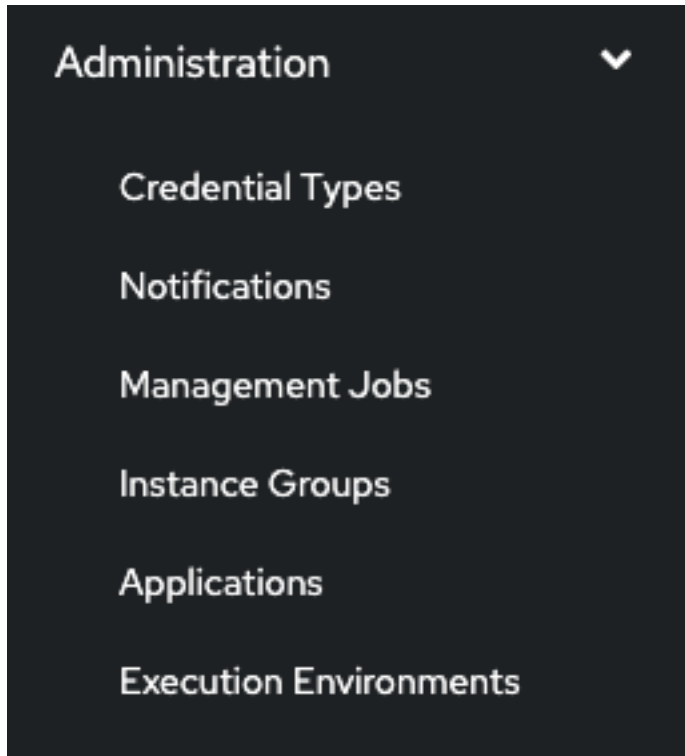 Administration
Credential Types
Notifications
Management Jobs
Instance Groups
Applications
Execution Environments